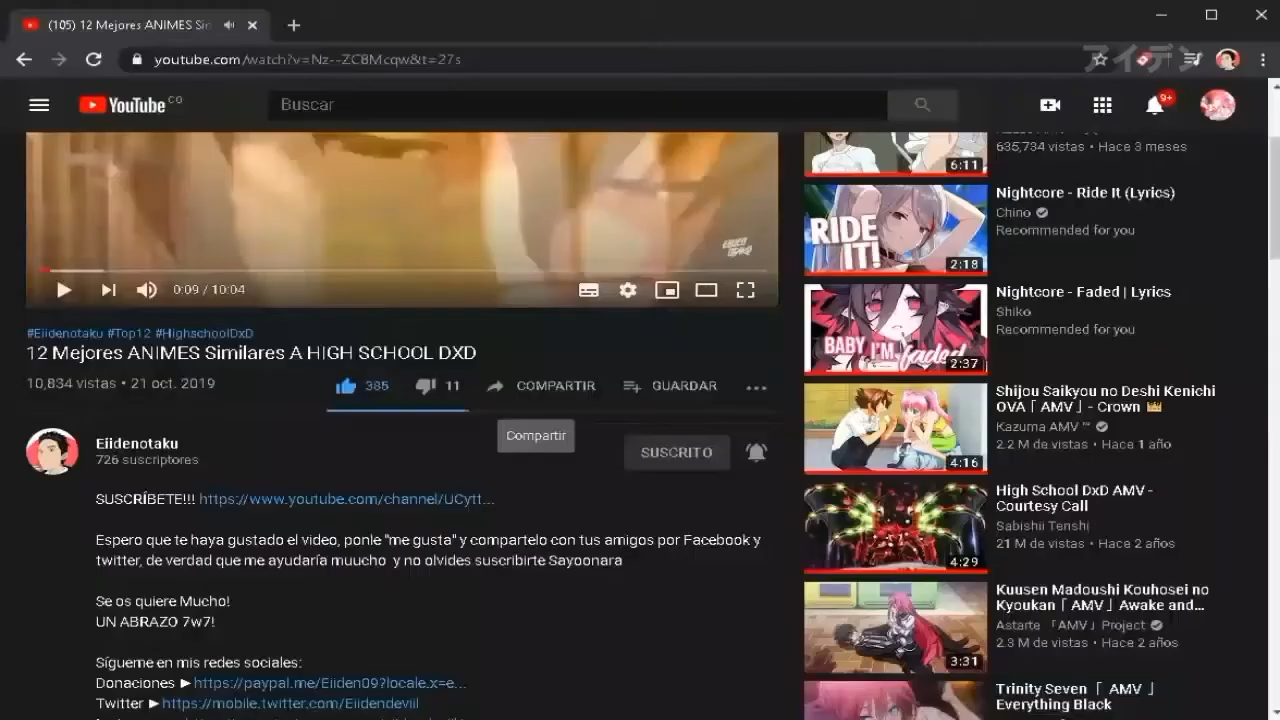 (105) 12 Mejores ANIMES Sin
youtube.com/watch?v=Nz--ZC8Mcqw&t=27s
アイデン
YouTube CO
Buscar
9+
0:09 / 10:04
#Eiidenotaku #Top12 #HighschoolDxD
12 Mejores ANIMES Similares A HIGH SCHOOL DXD
10,834 vistas • 21 oct. 2019
385
11
COMPARTIR
GUARDAR
Compartir
Eiidenotaku
726 suscriptores
SUSCRITO
SUSCRÍBETE!!! https://www.youtube.com/channel/UCytt...
Espero que te haya gustado el video, ponle "me gusta" y compartelo con tus amigos por Facebook y
twitter, de verdad que me ayudaría muucho y no olvides suscribirte Sayoonara
Se os quiere Mucho!
UN ABRAZO 7w7!
Sígueme en mis redes sociales:
Donaciones ►https://paypal.me/Eiiden09?locale.x=e...
Twitter ►https://mobile.twitter.com/Eiidendeviil
635,734 vistas • Hace 3 meses
6:11
Nightcore - Ride It (Lyrics)
Chino
Recommended for you
RIDE
IT!
2:18
Nightcore - Faded | Lyrics
Shiko
Recommended for you
BABY I'M faded
2:37
Shijou Saikyou no Deshi Kenichi
OVA「 AMV 」- Crown 👑
Kazuma AMV ™
2.2 M de vistas • Hace 1 año
4:16
High School DxD AMV -
Courtesy Call
Sabishii Tenshi
21 M de vistas • Hace 2 años
4:29
Kuusen Madoushi Kouhosei no
Kyoukan「 AMV 」Awake and...
Astarte 「AMV」Project
2.3 M de vistas • Hace 2 años
3:31
Trinity Seven 「 AMV 」
Everything Black